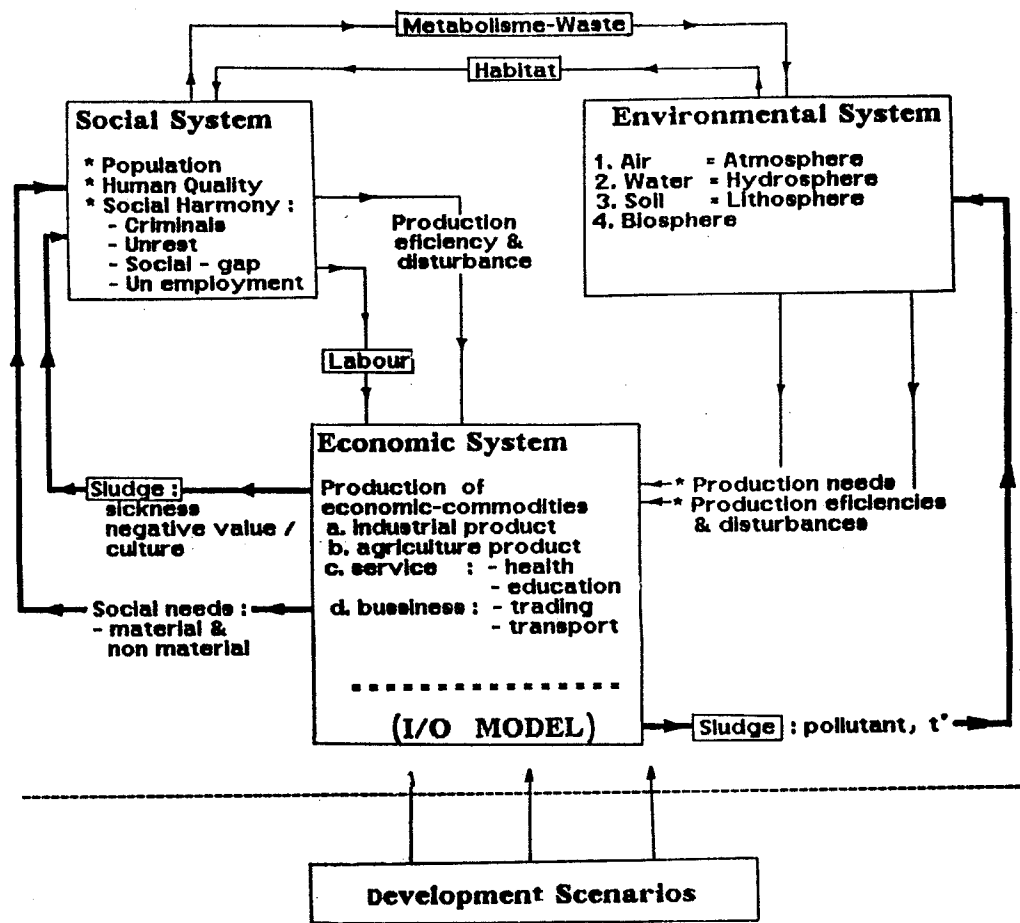 Metabolisme-Waste
Habitat
Social System
* Population
* Human Quality
* Social Harmony :
- Criminals
- Unrest
- Social - gap
- Un employment
Environmental System
1. Air = Atmosphere
2. Water = Hydrosphere
3. Soil = Lithosphere
4. Biosphere
Production
eficiency &
disturbance
Labour
Economic System
Production of
economic-commodities
a. industrial product
b. agriculture product
c. service : - health
- education
d. bussiness : - trading
- transport
(I/O MODEL)
* Production needs
* Production eficiencies
& disturbances
Sludge :
sickness
negative value /
culture
Social needs :
- material &
non material
Sludge : pollutant, t°
Development Scenarios